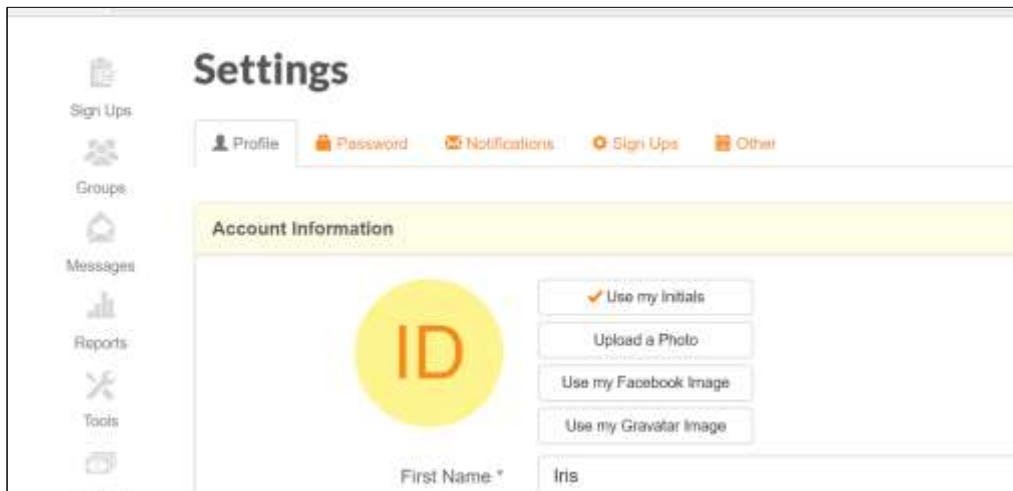 Settings
Sign Ups
Profile Password Notifications Sign Ups Other
Groups
Account Information
Messages
Use my Initials
Upload a Photo
Reports
ID
Use my Facebook Image
Tools
Use my Gravatar Image
First Name * Iris